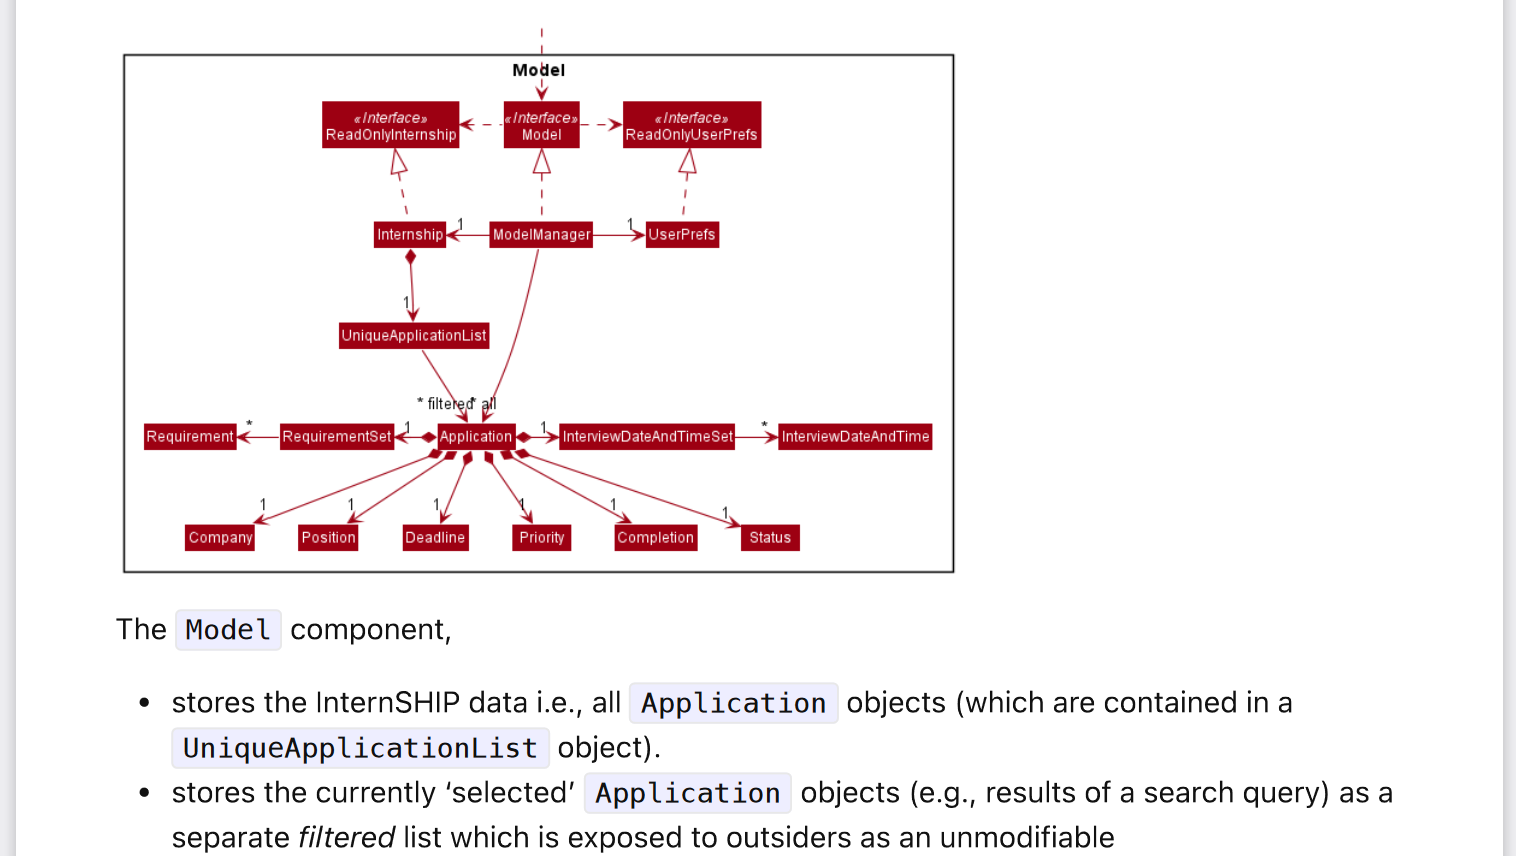 Model
«Interface» «Interface» «Interface»
ReadOnlyInternship Model ReadOnlyUserPrefs
1 1
Internship ModelManager UserPrefs
1
UniqueApplicationList
* filtered * all
* 1 1 *
Requirement RequirementSet Application InterviewDateAndTimeSet InterviewDateAndTime
1 1 1 1 1 1
Company Position Deadline Priority Completion Status
The Model component,
• stores the InternSHIP data i.e., all Application objects (which are contained in a
UniqueApplicationList object).
• stores the currently ‘selected’ Application objects (e.g., results of a search query) as a
separate filtered list which is exposed to outsiders as an unmodifiable